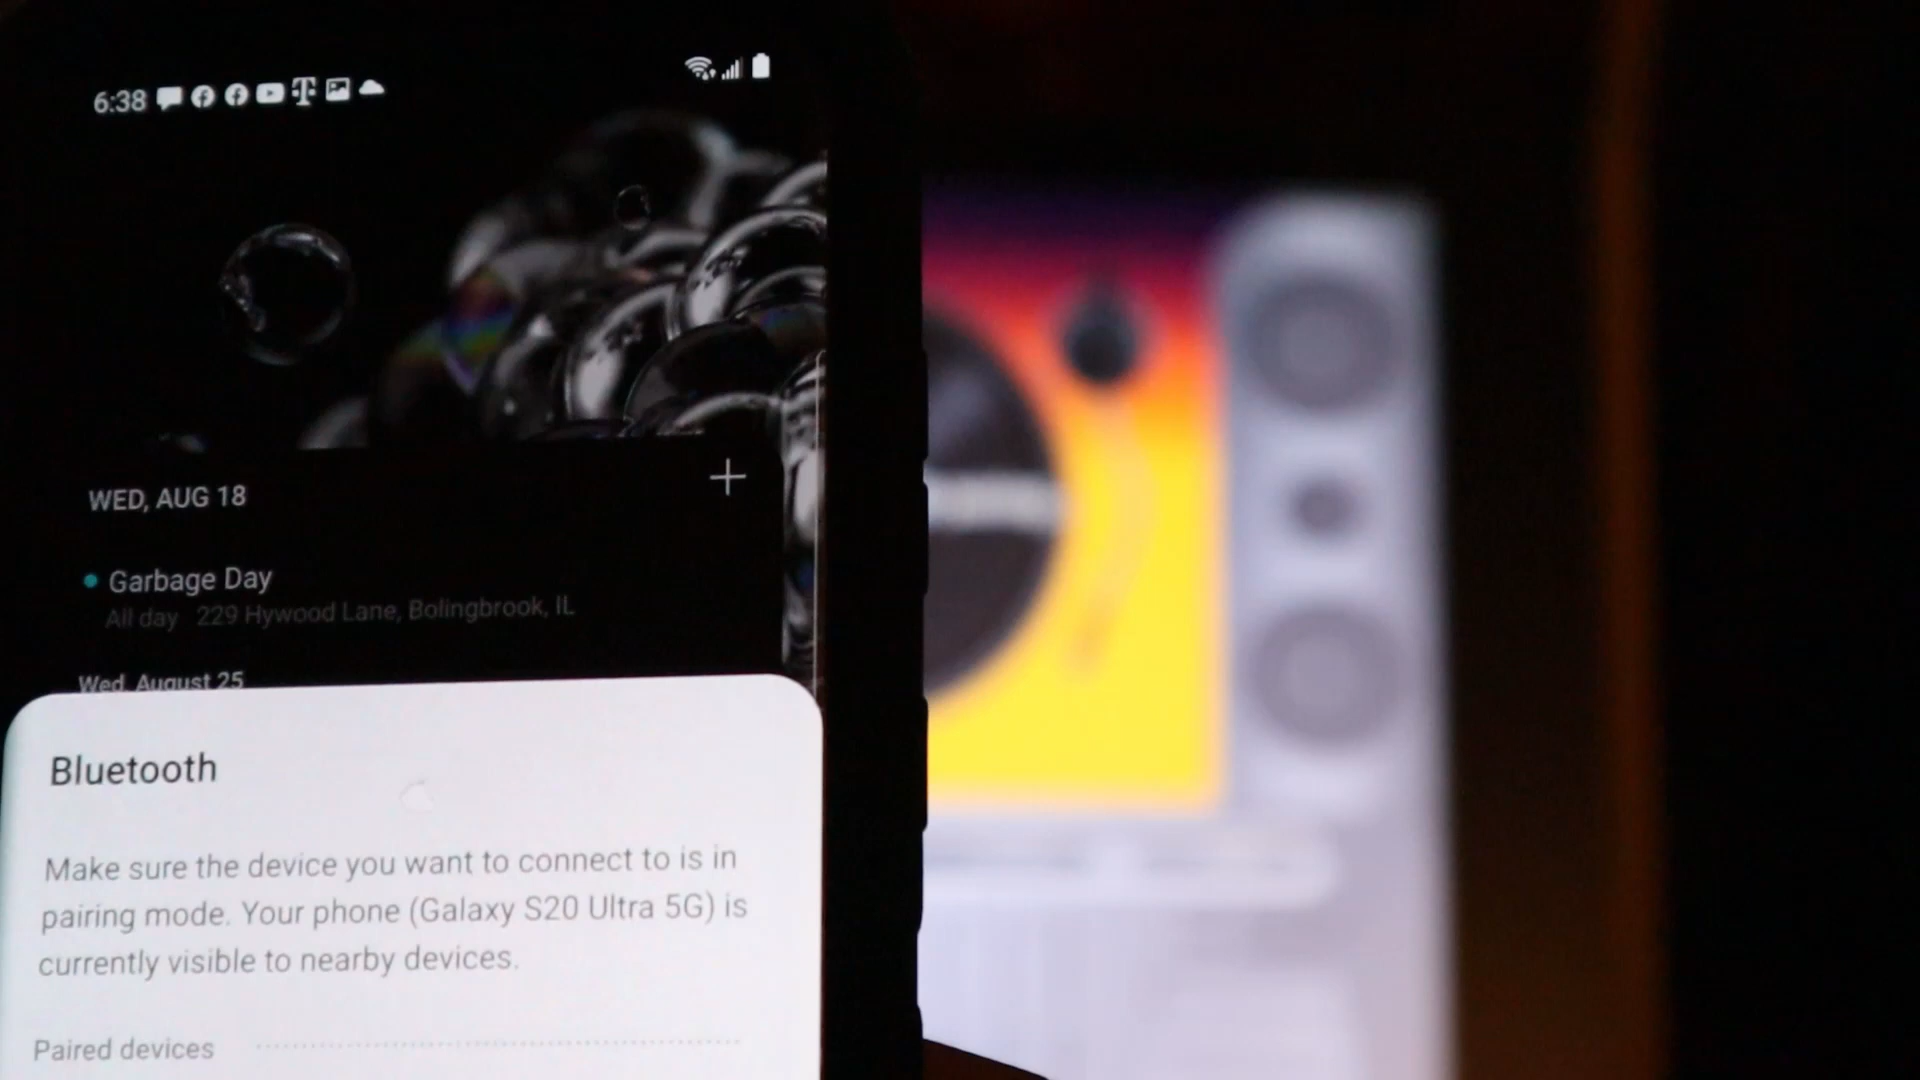 6:38
WED, AUG 18
Garbage Day
All day 229 Hywood Lane, Bolingbrook, IL
Wed, August 25
Bluetooth
Make sure the device you want to connect to is in
pairing mode. Your phone (Galaxy S20 Ultra 5G) is
currently visible to nearby devices.
Paired devices